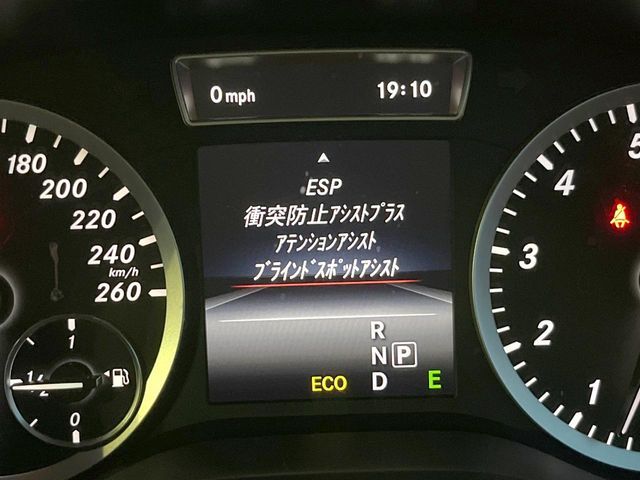 0 mph 19:10
180
200
220
240
km/h
260
1
1/2
0
ESP
衝突防止アシストプラス
アテンションアシスト
ブラインドスポットアシスト
R
N P
D
ECO E
5
4
3
2
1